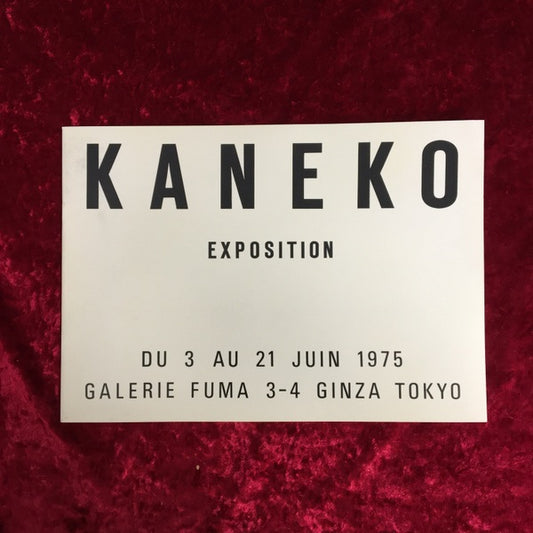 KANEKO
EXPOSITION
DU 3 AU 21 JUIN 1975
GALERIE FUMA 3-4 GINZA TOKYO